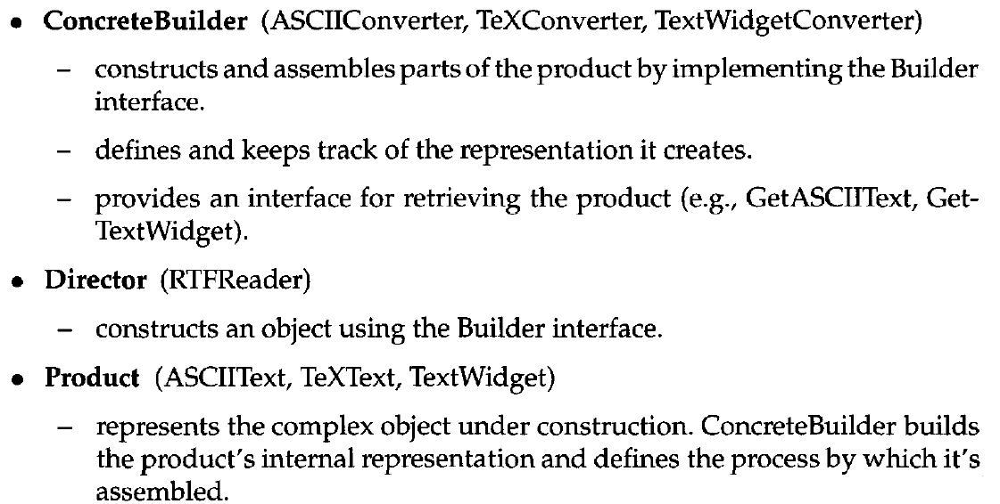 • ConcreteBuilder (ASCIIConverter, TeXConverter, TextWidgetConverter)
– constructs and assembles parts of the product by implementing the Builder
interface.
– defines and keeps track of the representation it creates.
– provides an interface for retrieving the product (e.g., GetASCIIText, Get-
TextWidget).
• Director (RTFReader)
– constructs an object using the Builder interface.
• Product (ASCIIText, TeXText, TextWidget)
– represents the complex object under construction. ConcreteBuilder builds
the product's internal representation and defines the process by which it's
assembled.